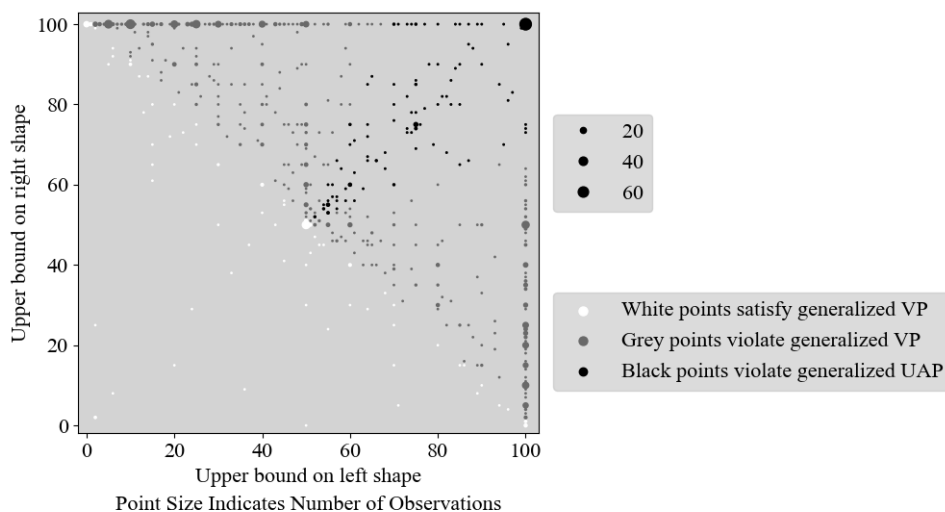 100
80
60
40
20
0
Upper bound on right shape
0 20 40 60 80 100
Upper bound on left shape
Point Size Indicates Number of Observations
20
40
60
White points satisfy generalized VP
Grey points violate generalized VP
Black points violate generalized UAP